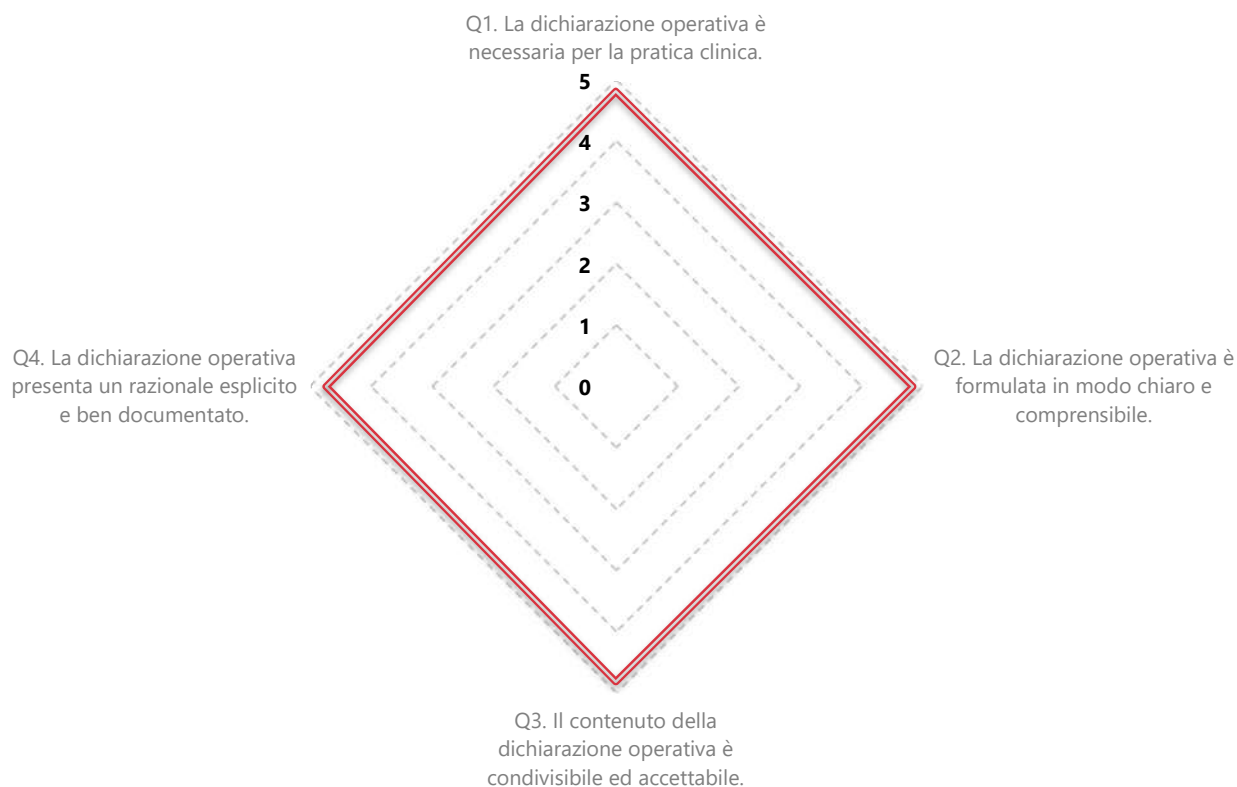 Q1. La dichiarazione operativa è
necessaria per la pratica clinica.
5
4
3
2
1
0
Q4. La dichiarazione operativa
presenta un razionale esplicito
e ben documentato.
Q2. La dichiarazione operativa è
formulata in modo chiaro e
comprensibile.
Q3. Il contenuto della
dichiarazione operativa è
condivisibile ed accettabile.